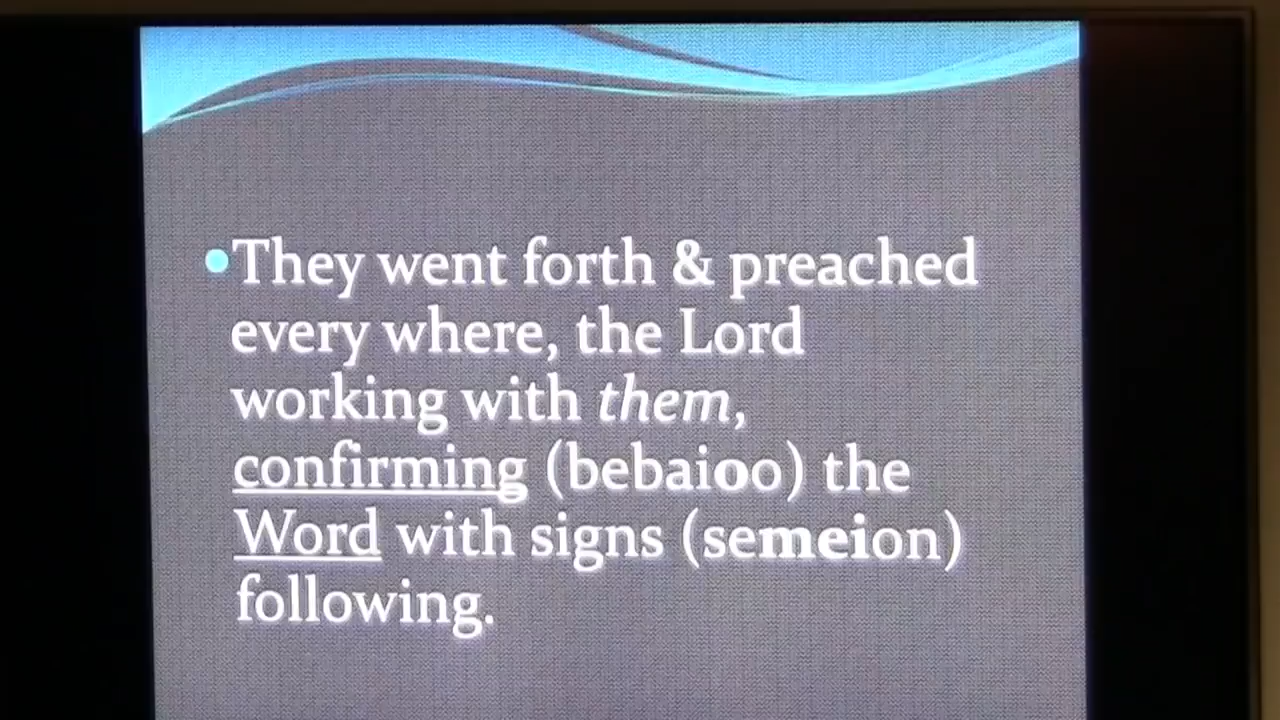 •They went forth & preached
every where, the Lord
working with them,
confirming (bebaioo) the
Word with signs (semeion)
following.